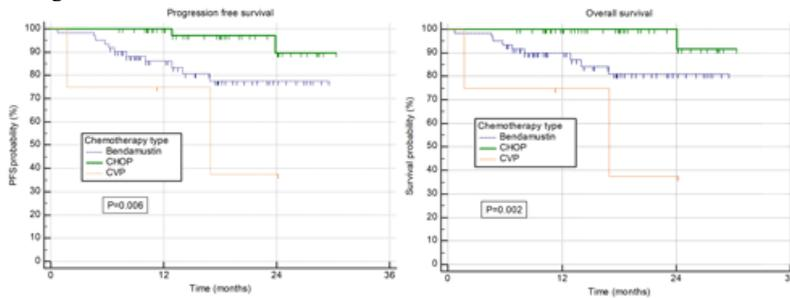 Progression free survival
100
90
80
70
60
50
40
30
20
10
0
PFS probability (%)
Chemotherapy type
Bendamustin
CHOP
CVP
P=0.006
0 12 24 36
Time (months)
Overall survival
100
90
80
70
60
50
40
30
20
10
0
Survival probability (%)
Chemotherapy type
Bendamustin
CHOP
CVP
P=0.002
0 12 24
Time (months)